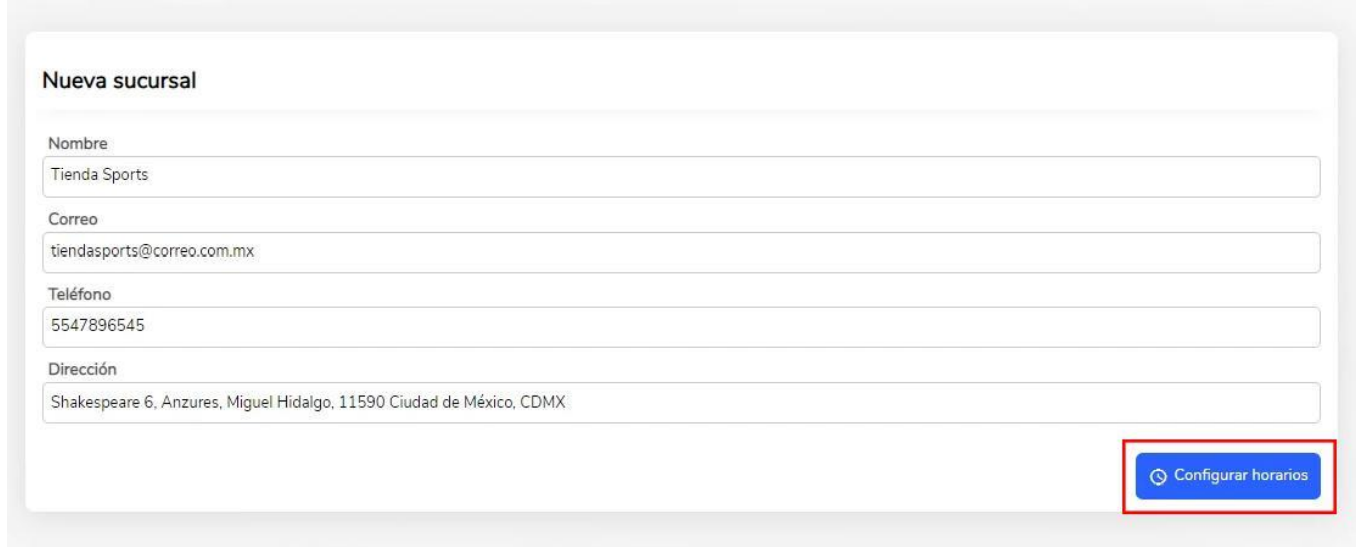 Nueva sucursal
Nombre
Tienda Sports
Correo
tiendasports@correo.com.mx
Teléfono
5547896545
Dirección
Shakespeare 6, Anzures, Miguel Hidalgo, 11590 Ciudad de México, CDMX
Configurar horarios